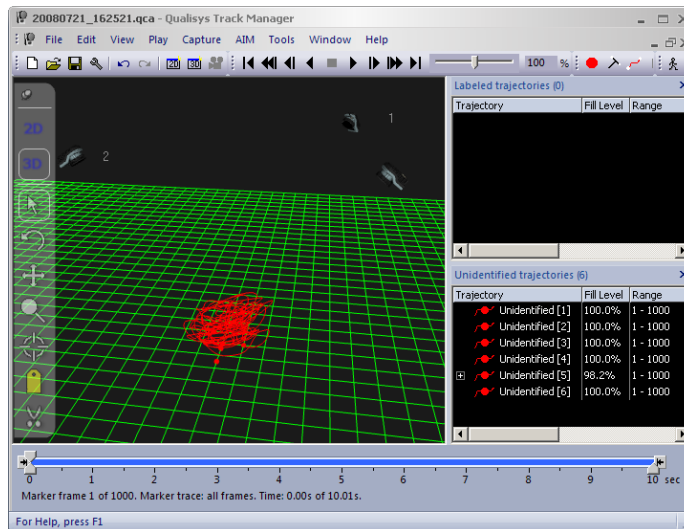 20080721_162521.qca - Qualisys Track Manager
File Edit View Play Capture AIM Tools Window Help
2D 3D 100 %
Labeled trajectories (0)
Trajectory Fill Level Range
2D
3D
1
2
Unidentified trajectories (6)
Trajectory Fill Level Range
Unidentified [1] 100.0% 1 - 1000
Unidentified [2] 100.0% 1 - 1000
Unidentified [3] 100.0% 1 - 1000
Unidentified [4] 100.0% 1 - 1000
Unidentified [5] 98.2% 1 - 1000
Unidentified [6] 100.0% 1 - 1000
0 1 2 3 4 5 6 7 8 9 10 sec
Marker frame 1 of 1000. Marker trace: all frames. Time: 0.00s of 10.01s.
For Help, press F1